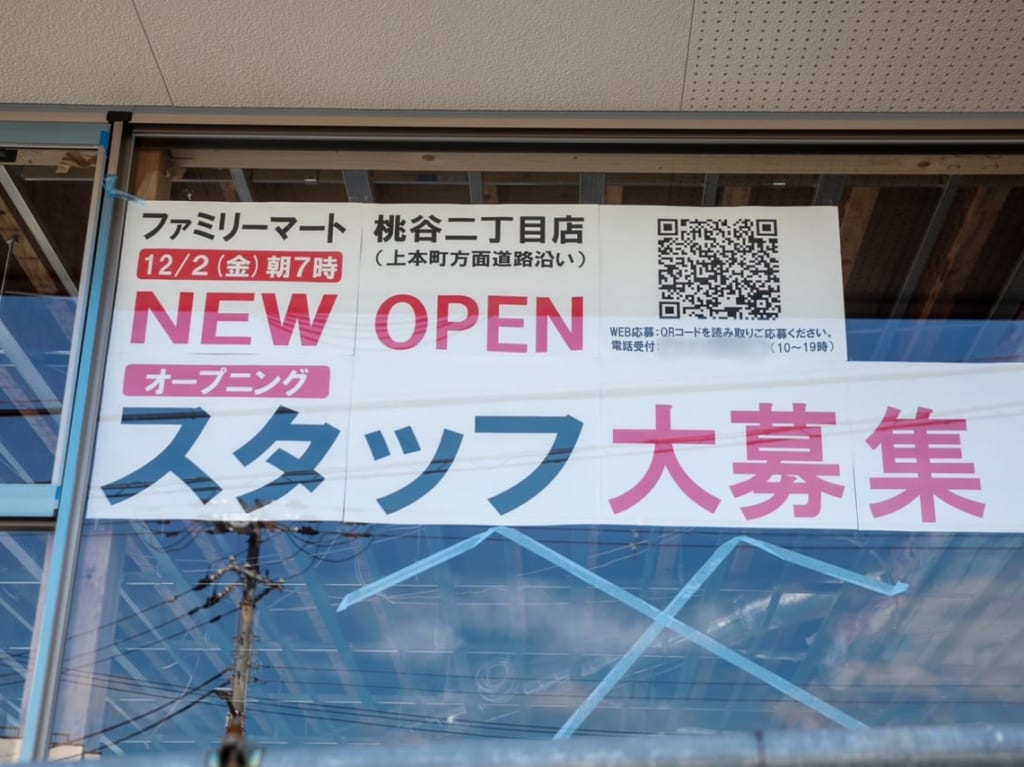 ファミリーマート 桃谷二丁目店
12/2(金)朝7時 (上本町方面道路沿い)
NEW OPEN
WEB応募:QRコードを読み取りご応募ください。
電話受付: (10〜19時)
オープニング
スタッフ大募集